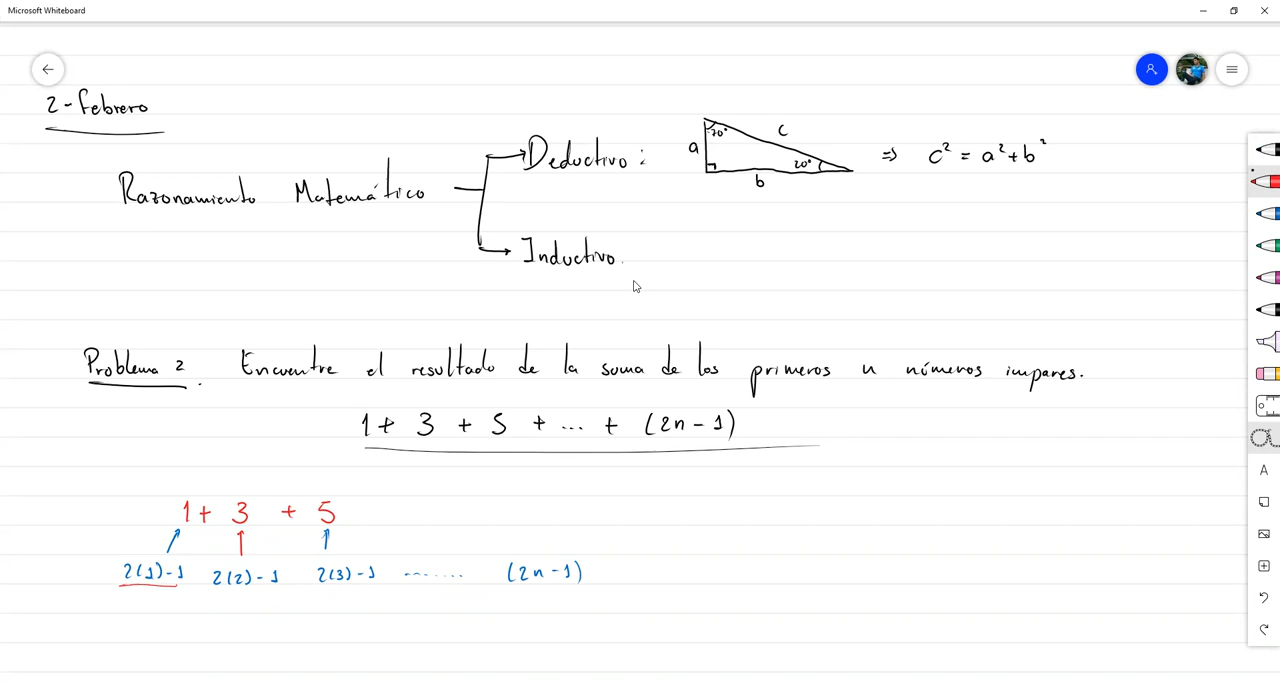 Microsoft Whiteboard
2-febrero
Razonamiento Matemático
Deductivo:
70°
a
c
20°
b
⇒ c² = a² + b²
Inductivo.
Problema 2. Encuentre el resultado de la suma de los primeros n números impares.
1 + 3 + 5 + ... + (2n - 1)
1 + 3 + 5
2(1)-1 2(2)-1 2(3)-1 ........ (2n-1)
A